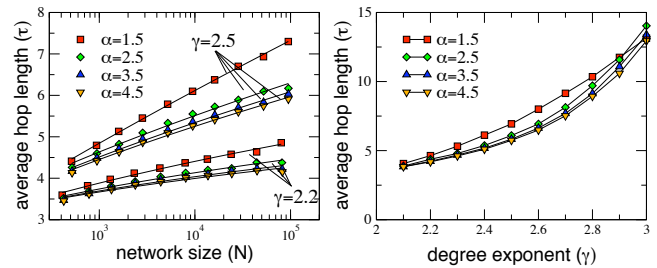 average hop length (τ)
8
7
6
5
4
3
α=1.5
α=2.5
α=3.5
α=4.5
γ=2.5
γ=2.2
10³
10⁴
10⁵
network size (N)
average hop length (τ)
15
10
5
0
α=1.5
α=2.5
α=3.5
α=4.5
2
2.2
2.4
2.6
2.8
3
degree exponent (γ)